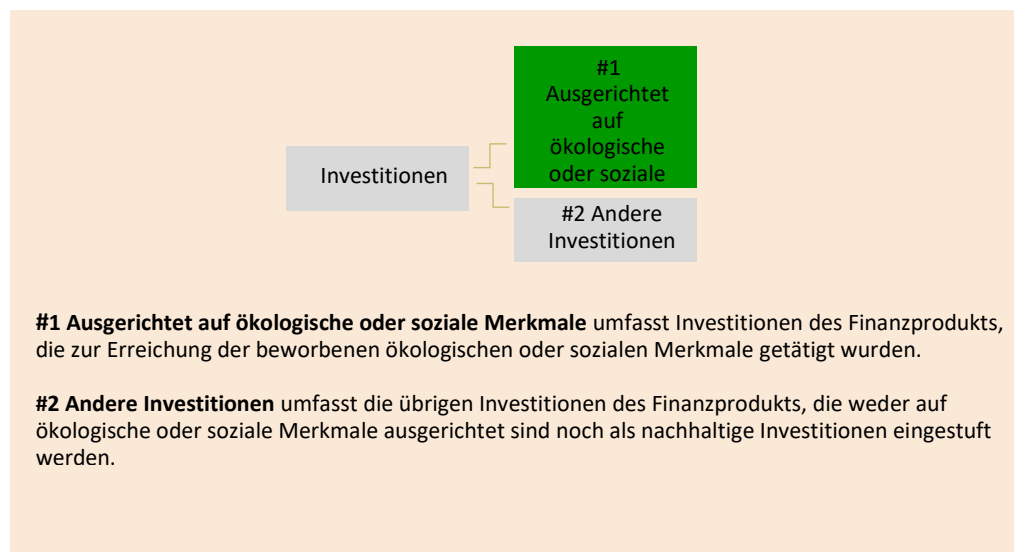 #1
Ausgerichtet
auf
ökologische
oder soziale
Investitionen
#2 Andere
Investitionen
#1 Ausgerichtet auf ökologische oder soziale Merkmale umfasst Investitionen des Finanzprodukts,
die zur Erreichung der beworbenen ökologischen oder sozialen Merkmale getätigt wurden.
#2 Andere Investitionen umfasst die übrigen Investitionen des Finanzprodukts, die weder auf
ökologische oder soziale Merkmale ausgerichtet sind noch als nachhaltige Investitionen eingestuft
werden.